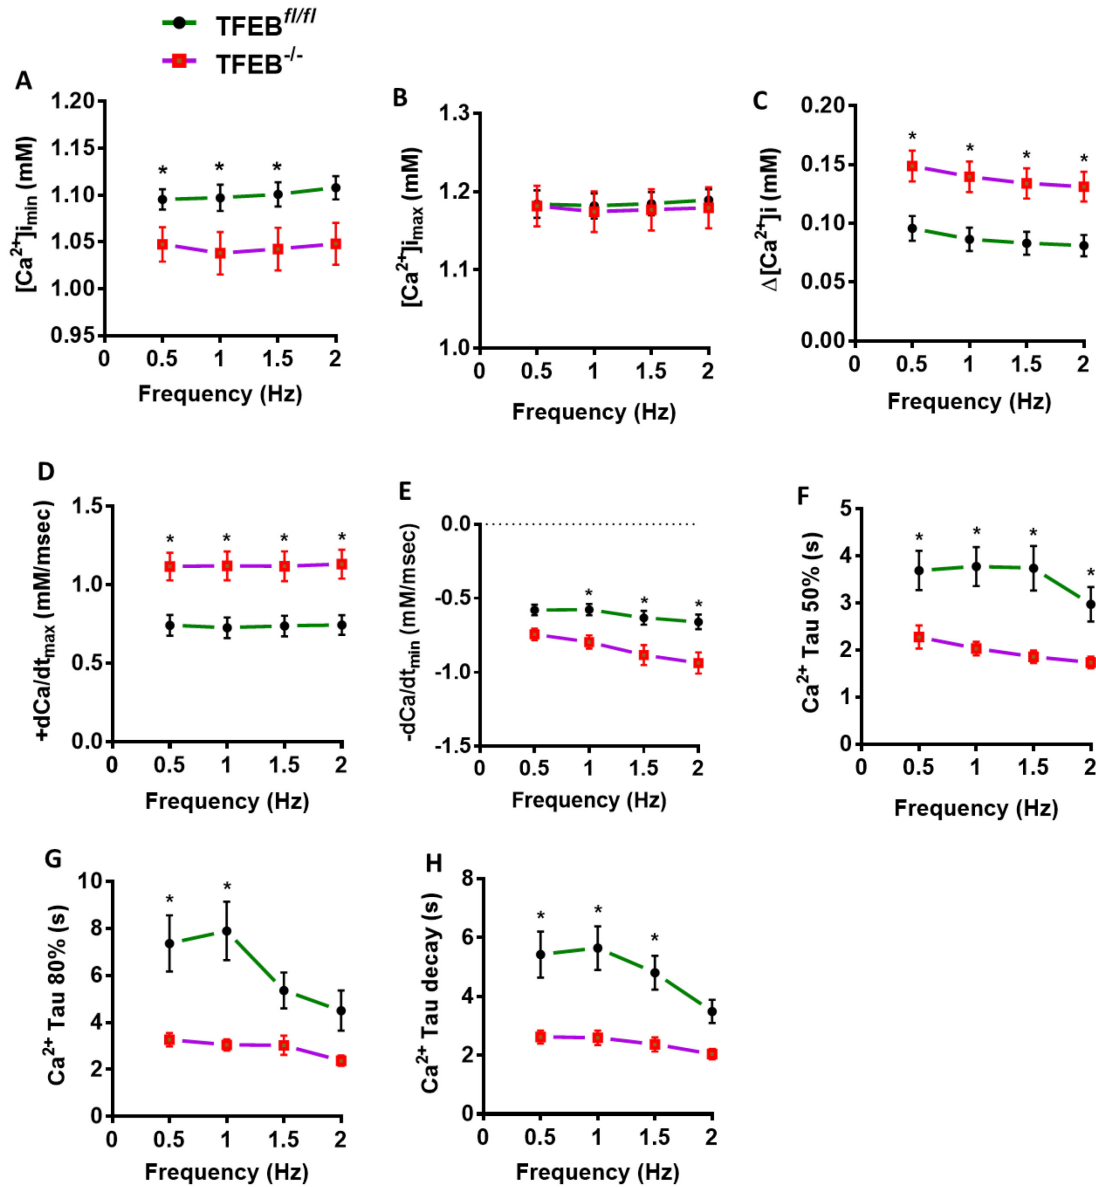 TFEB^fl/fl
TFEB^-/-
A
1.20
1.15
1.10
1.05
1.00
0.95
[Ca²⁺]i_min (mM)
* * *
0 0.5 1 1.5 2
Frequency (Hz)
B
1.3
1.2
1.1
1.0
[Ca²⁺]i_max (mM)
0 0.5 1 1.5 2
Frequency (Hz)
C
0.20
0.15
0.10
0.05
0.00
Δ[Ca²⁺]i (mM)
* * * *
0 0.5 1 1.5 2
Frequency (Hz)
D
1.5
1.0
0.5
0.0
+dCa/dt_max (mM/msec)
* * * *
0 0.5 1 1.5 2
Frequency (Hz)
E
0.0
-0.5
-1.0
-1.5
-dCa/dt_min (mM/msec)
* * *
0 0.5 1 1.5 2
Frequency (Hz)
F
5
4
3
2
1
0
Ca²⁺ Tau 50% (s)
* * * *
0 0.5 1 1.5 2
Frequency (Hz)
G
10
8
6
4
2
0
Ca²⁺ Tau 80% (s)
* *
0 0.5 1 1.5 2
Frequency (Hz)
H
8
6
4
2
0
Ca²⁺ Tau decay (s)
* * *
0 0.5 1 1.5 2
Frequency (Hz)